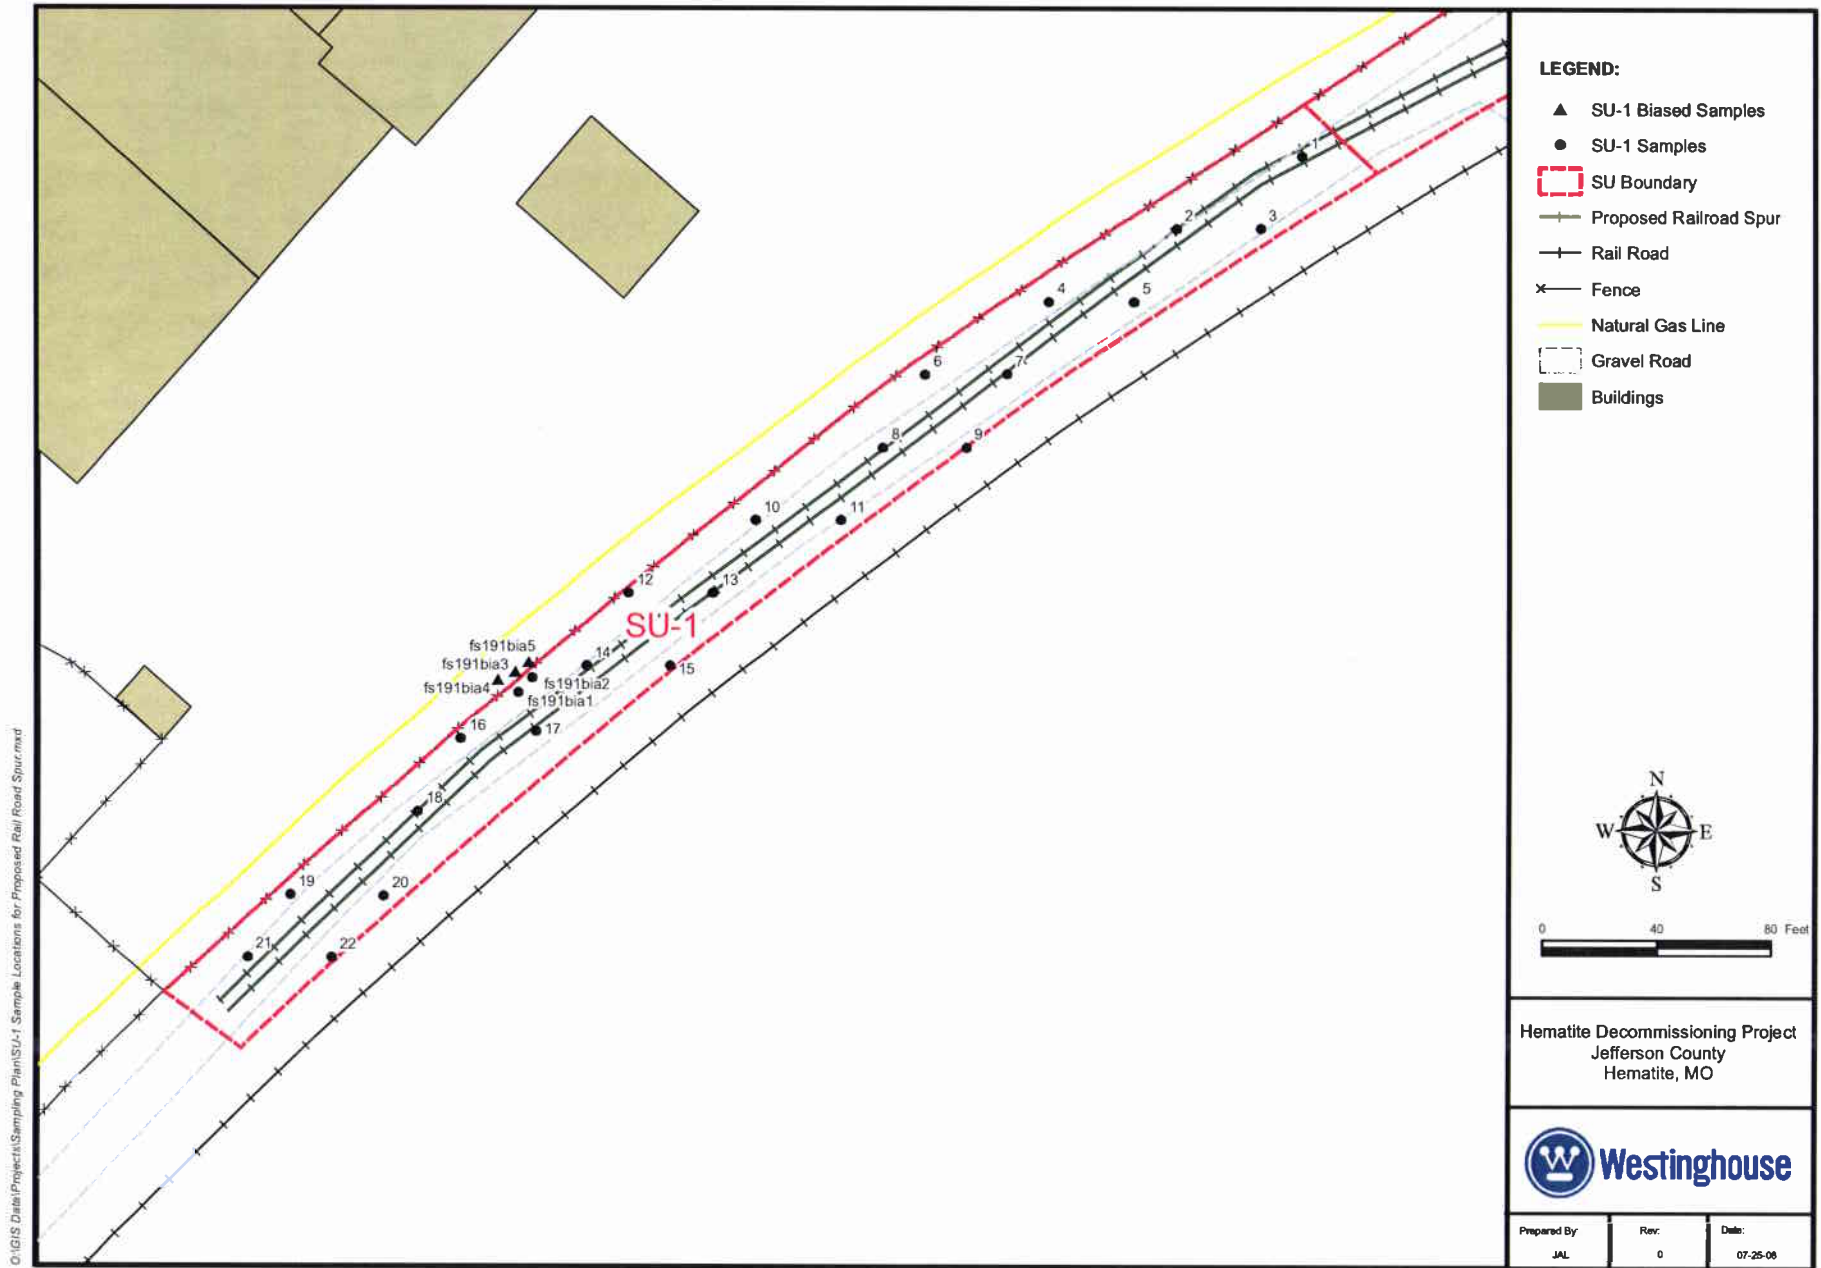 LEGEND:
SU-1 Biased Samples
SU-1 Samples
SU Boundary
Proposed Railroad Spur
Rail Road
Fence
Natural Gas Line
Gravel Road
Buildings
1
2
3
4
5
6
7
8
9
10
11
12
13
SU-1
14
15
fs191bia5
fs191bia3
fs191bia4
fs191bia2
fs191bia1
16
17
18
19
20
21
22
N
W
E
S
0 40 80 Feet
Hematite Decommissioning Project
Jefferson County
Hematite, MO
Westinghouse
Prepared By: Rev: Date:
JAL 0 07-25-08
O:\GIS Data\Projects\Sampling Plan\SU-1 Sample Locations for Proposed Rail Road Spur.mxd